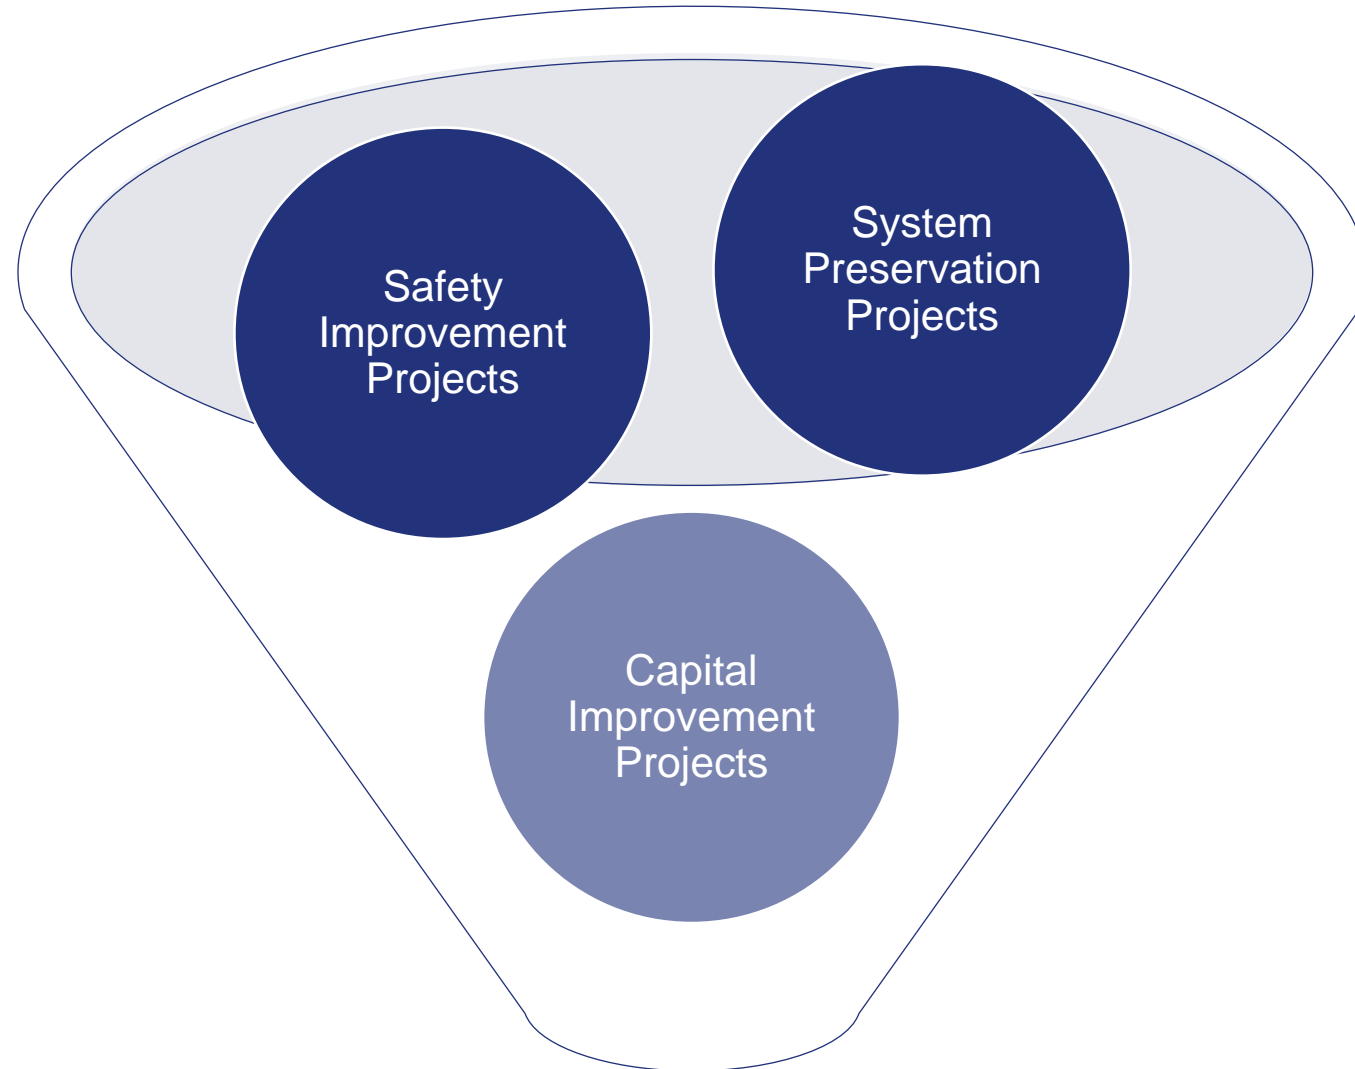 Safety
Improvement
Projects
System
Preservation
Projects
Capital
Improvement
Projects